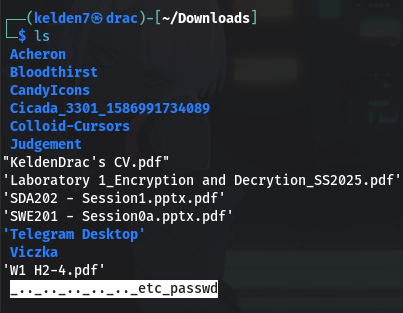 ┌──(kelden7㉿drac)-[~/Downloads]
└─$ ls
Acheron
Bloodthirst
CandyIcons
Cicada_3301_1586991734089
Colloid-Cursors
Judgement
"KeldenDrac's CV.pdf"
'Laboratory 1_Encryption and Decrytion_SS2025.pdf'
'SDA202 - Session1.pptx.pdf'
'SWE201 - Session0a.pptx.pdf'
'Telegram Desktop'
Viczka
'W1 H2-4.pdf'
_.._.._.._.._.._etc_passwd